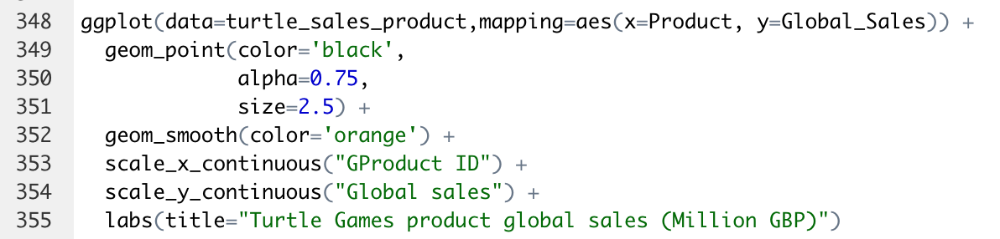 348 ggplot(data=turtle_sales_product,mapping=aes(x=Product, y=Global_Sales)) +
349   geom_point(color='black',
350              alpha=0.75,
351              size=2.5) +
352   geom_smooth(color='orange') +
353   scale_x_continuous("GProduct ID") +
354   scale_y_continuous("Global sales") +
355   labs(title="Turtle Games product global sales (Million GBP)")